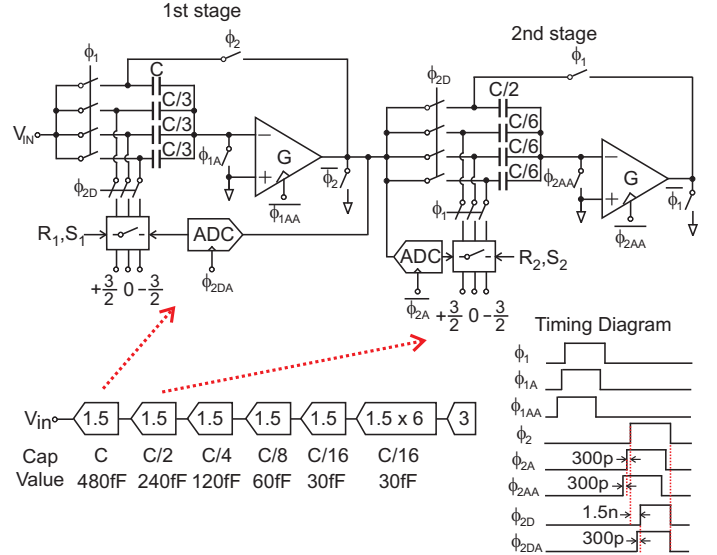 1st stage
2nd stage
ϕ1
ϕ2
C
C/3
C/3
C/3
VIN
ϕ1A
−
+
G
ϕ1AA
ϕ2
ϕ2D
R1,S1
ADC
ϕ2DA
+3/2 0 −3/2
ϕ2D
ϕ1
C/2
C/6
C/6
C/6
ϕ2AA
−
+
G
ϕ2AA
ϕ1
ϕ1
ADC
R2,S2
ϕ2A
+3/2 0 −3/2
Timing Diagram
ϕ1
ϕ1A
ϕ1AA
ϕ2
ϕ2A 300p
ϕ2AA 300p
ϕ2D 1.5n
ϕ2DA 300p
Vin 1.5 1.5 1.5 1.5 1.5 1.5 x 6 3
Cap C C/2 C/4 C/8 C/16 C/16
Value 480fF 240fF 120fF 60fF 30fF 30fF